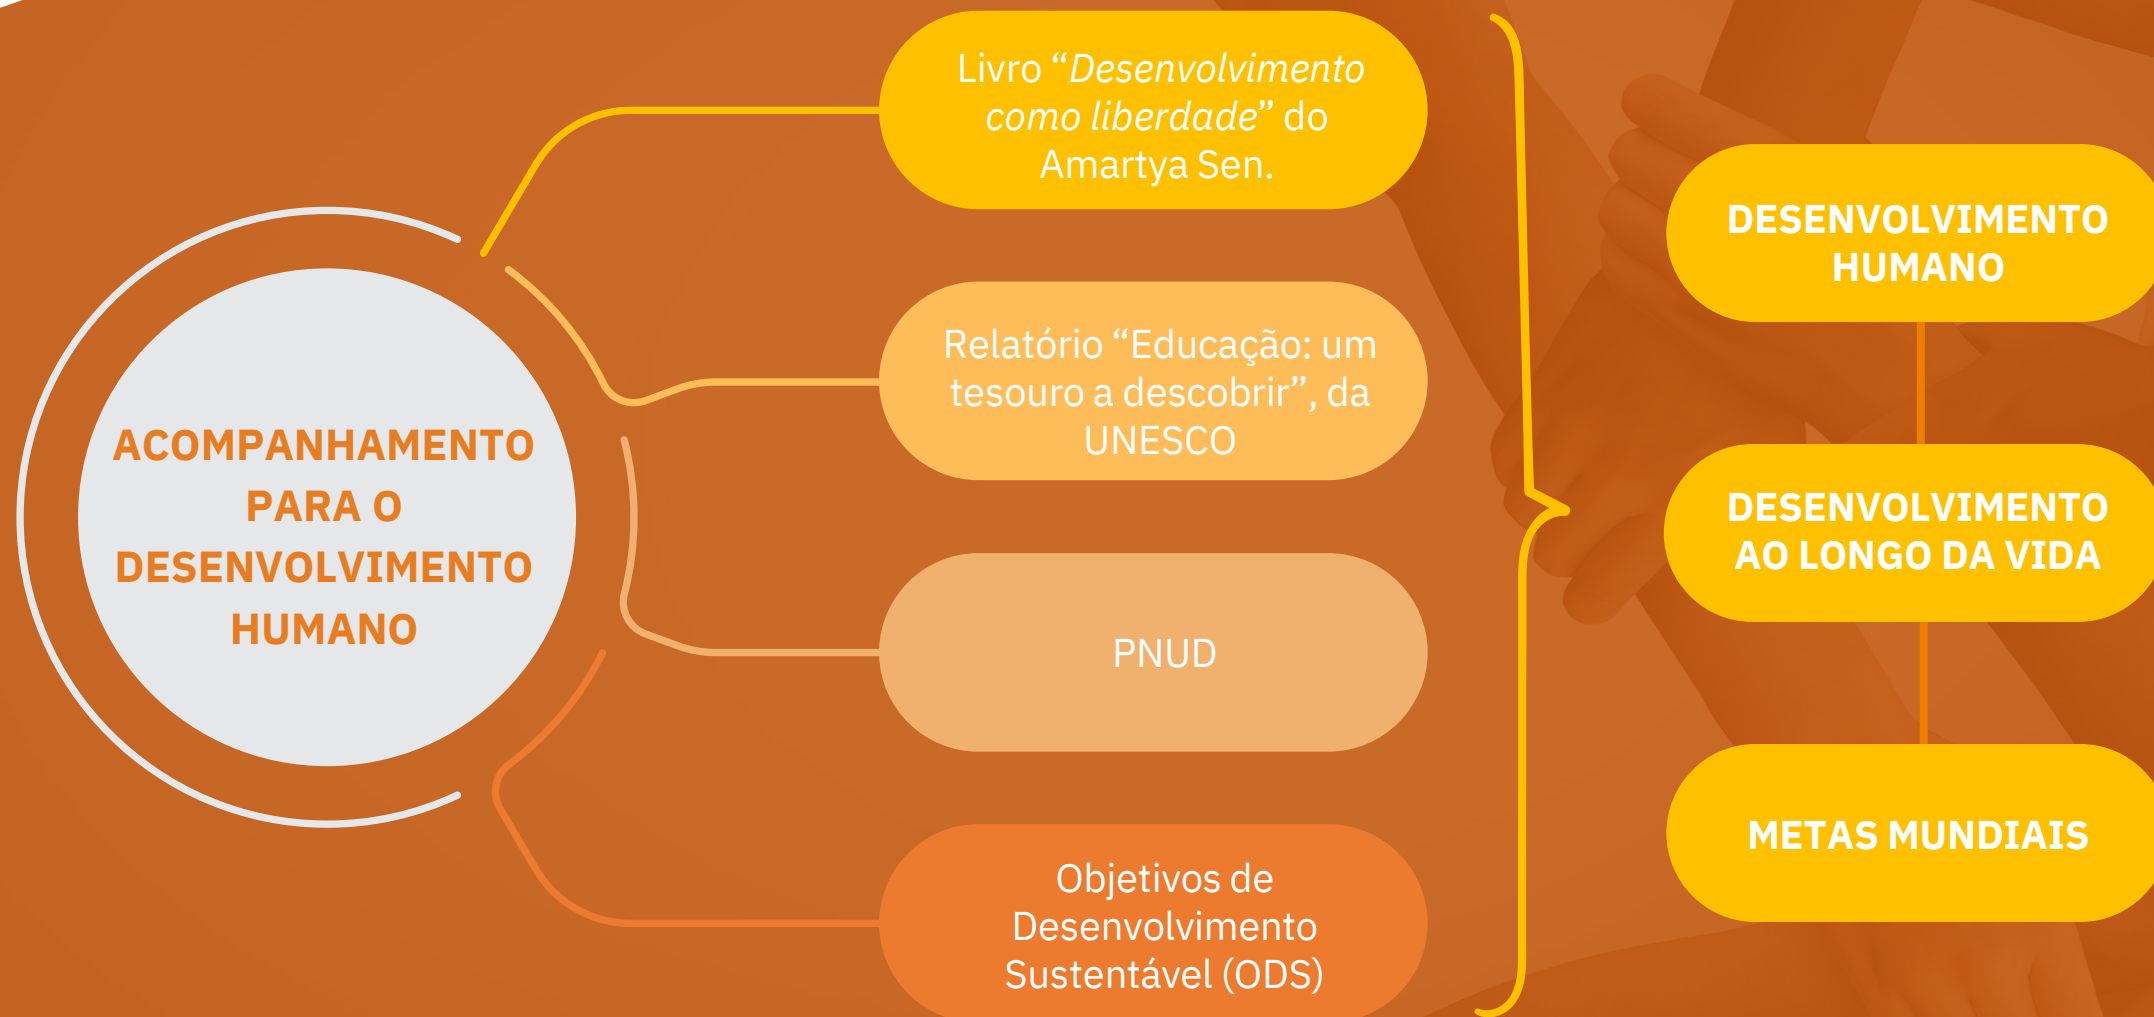 ACOMPANHAMENTO
PARA O
DESENVOLVIMENTO
HUMANO
Livro “Desenvolvimento
como liberdade” do
Amartya Sen.
Relatório “Educação: um
tesouro a descobrir”, da
UNESCO
PNUD
Objetivos de
Desenvolvimento
Sustentável (ODS)
DESENVOLVIMENTO
HUMANO
DESENVOLVIMENTO
AO LONGO DA VIDA
METAS MUNDIAIS